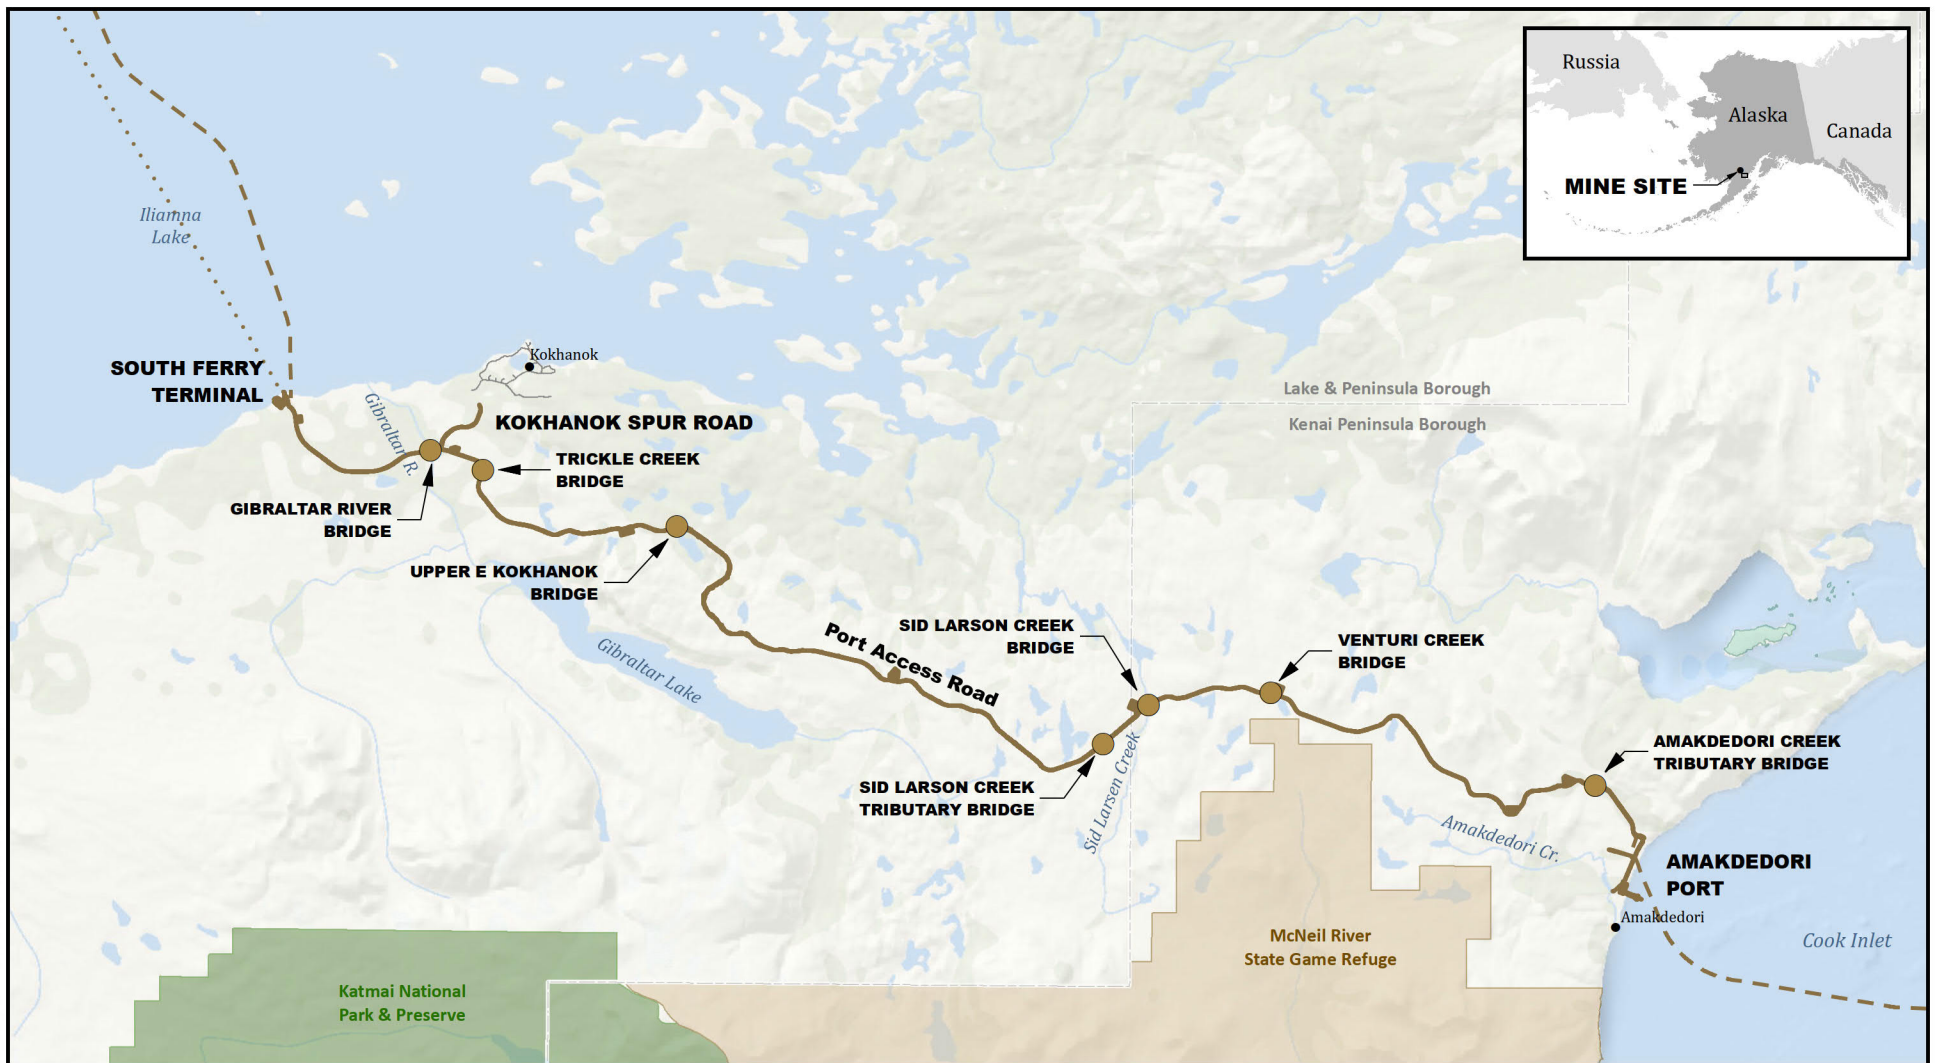 Russia
Alaska
Canada
MINE SITE
Iliamna
Lake
SOUTH FERRY
TERMINAL
Kokhanok
Gibraltar R.
KOKHANOK SPUR ROAD
TRICKLE CREEK
BRIDGE
GIBRALTAR RIVER
BRIDGE
UPPER E KOKHANOK
BRIDGE
Lake & Peninsula Borough
Kenai Peninsula Borough
Gibraltar Lake
Port Access Road
SID LARSON CREEK
BRIDGE
VENTURI CREEK
BRIDGE
SID LARSON CREEK
TRIBUTARY BRIDGE
Sid Larsen Creek
AMAKDEDORI CREEK
TRIBUTARY BRIDGE
Amakdedori Cr.
AMAKDEDORI
PORT
Amakdedori
Cook Inlet
McNeil River
State Game Refuge
Katmai National
Park & Preserve